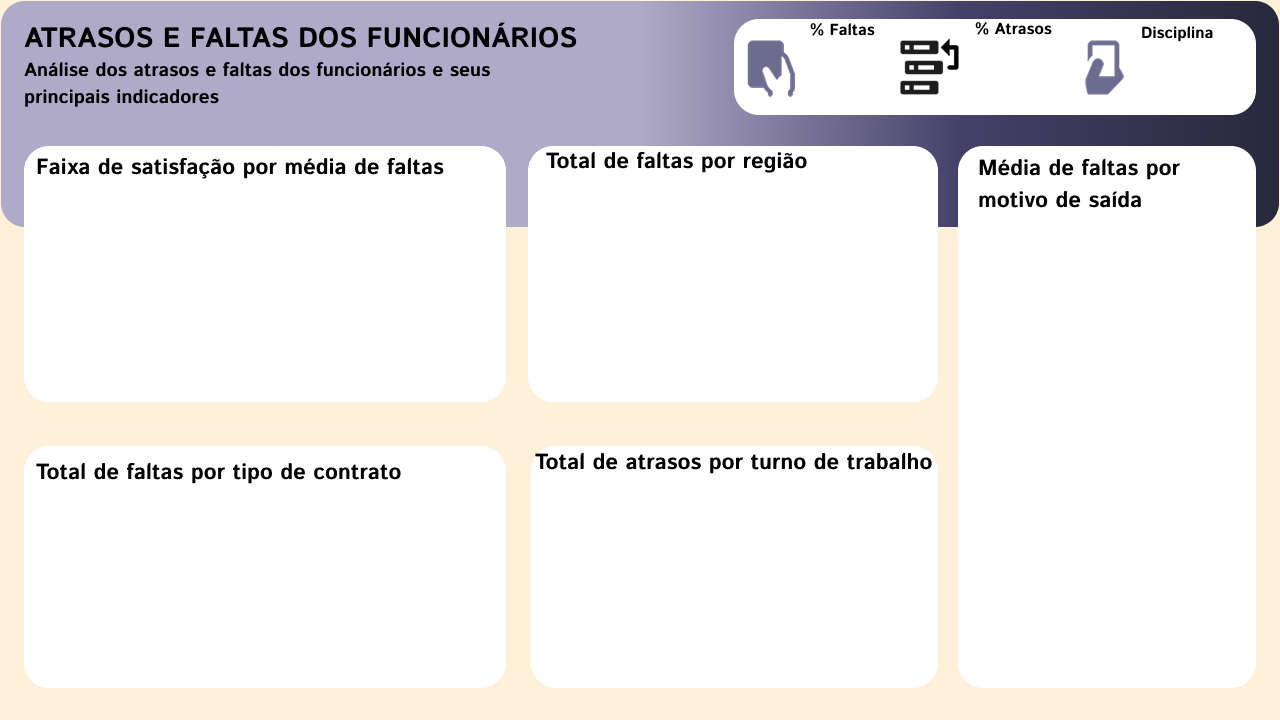 ATRASOS E FALTAS DOS FUNCIONÁRIOS
Análise dos atrasos e faltas dos funcionários e seus
principais indicadores
% Faltas
% Atrasos
Disciplina
Faixa de satisfação por média de faltas
Total de faltas por região
Média de faltas por
motivo de saída
Total de faltas por tipo de contrato
Total de atrasos por turno de trabalho